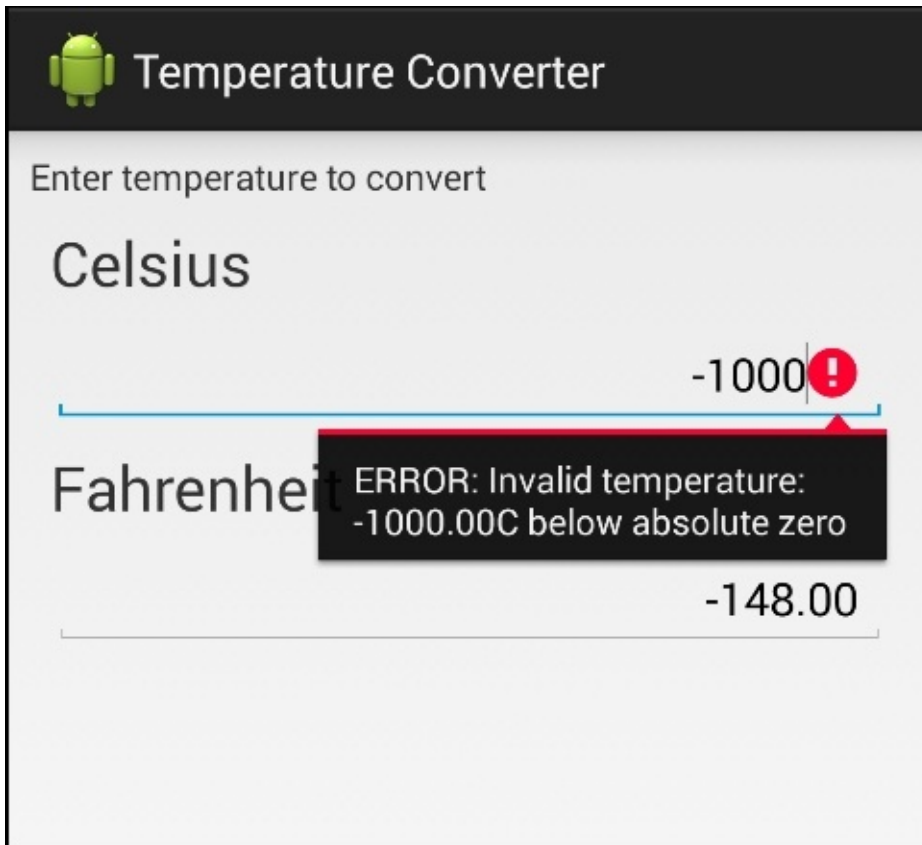 Temperature Converter
Enter temperature to convert
Celsius
-1000
Fahrenheit
ERROR: Invalid temperature:
-1000.00C below absolute zero
-148.00